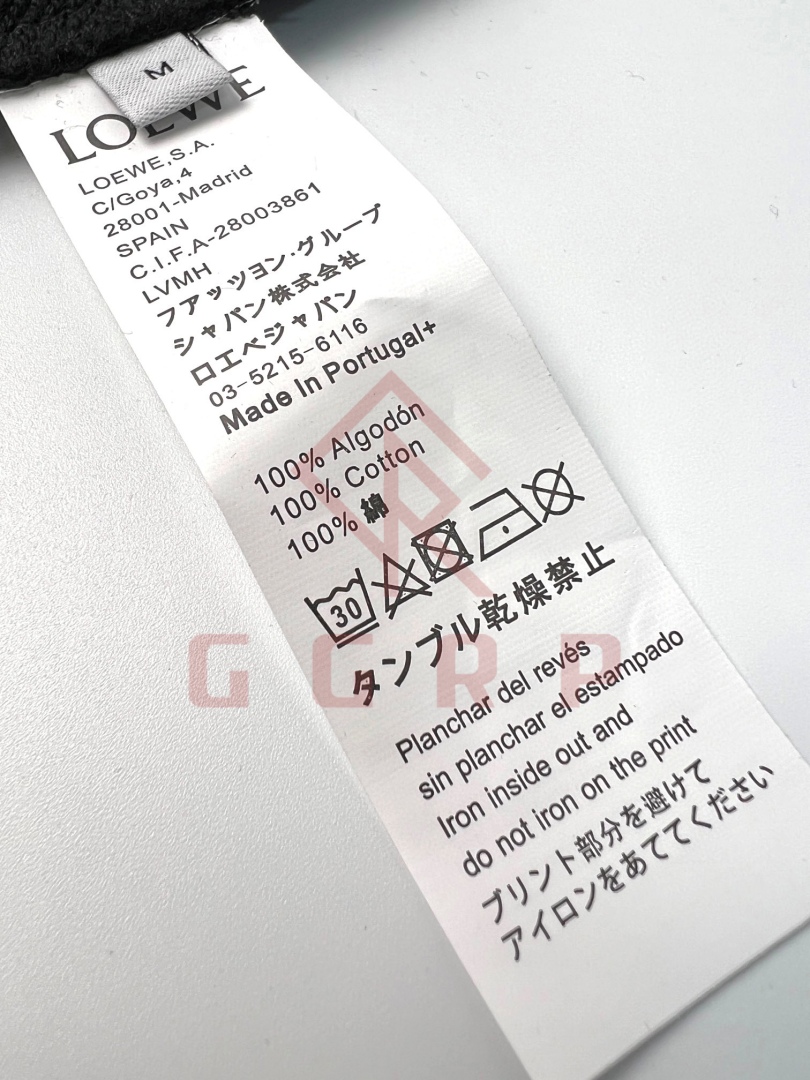 M
LOEWE
LOEWE,S.A.
C/Goya,4
28001-Madrid
SPAIN
C.I.F.A-28003861
LVMH
フアッツヨン·グループ
シャパン株式会社
ロエベジャパン
03-5215-6116
Made In Portugal+
100% Algodón
100% Cotton
100% 綿
30
タンブル乾燥禁止
Planchar del revés
sin planchar el estampado
Iron inside out and
do not iron on the print
プリント部分を避けて
アイロンをあててください
GCRP